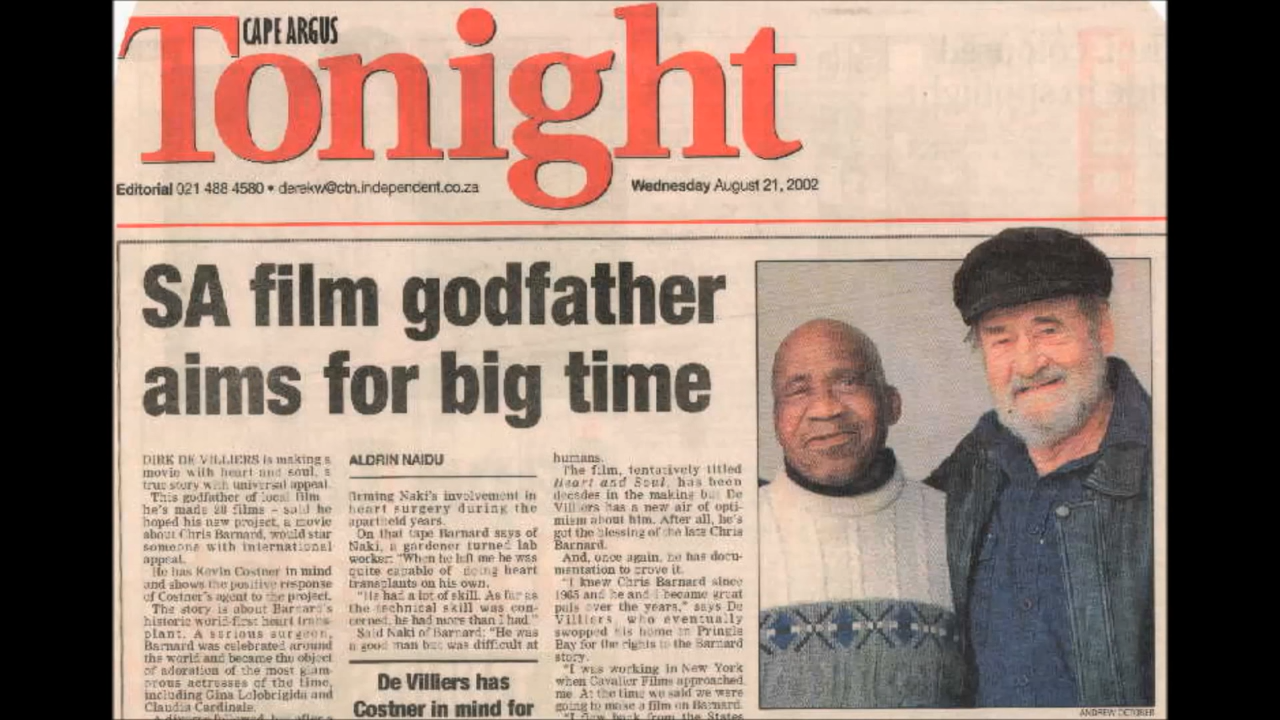 CAPE ARGUS
Tonight
Editorial 021 488 4580 • derekw@ctn.independent.co.za
Wednesday August 21, 2002
SA film godfather
aims for big time
DIRK DE VILLIERS is making a
movie with heart and soul, a
true story with universal appeal.
This godfather of local film –
he's made 28 films – said he
hoped his new project, a movie
about Chris Barnard, would star
someone with international
appeal.
He has Kevin Costner in mind
and shows the positive response
of Costner's agent to the project.
The story is about Barnard's
historic world-first heart trans-
plant. A serious surgeon,
Barnard was celebrated around
the world and became the object
of adoration of the most glam-
orous actresses of the time,
including Gina Lolobrigida and
Claudia Cardinale.
ALDRIN NAIDU
firming Naki's involvement in
heart surgery during the
apartheid years.
On that tape Barnard says of
Naki, a gardener turned lab
worker: "When he left me he was
quite capable of doing heart
transplants on his own.
"He had a lot of skill. As far as
the technical skill was con-
cerned, he had more than I had."
Said Naki of Barnard: "He was
a good man but was difficult at
De Villiers has
Costner in mind for
humans.
The film, tentatively titled
Heart and Soul, has been
decades in the making but De
Villiers has a new air of opti-
mism about him. After all, he's
got the blessing of the late Chris
Barnard.
And, once again, he has docu-
mentation to prove it.
"I knew Chris Barnard since
1965 and he and I became great
pals over the years," says De
Villiers, who eventually
swopped his home in Pringle
Bay for the rights to the Barnard
story.
"I was working in New York
when Cavalier Films approached
me. At the time we said we were
going to make a film on Barnard.
"I flew back from the States
ANDREW OCTOBER